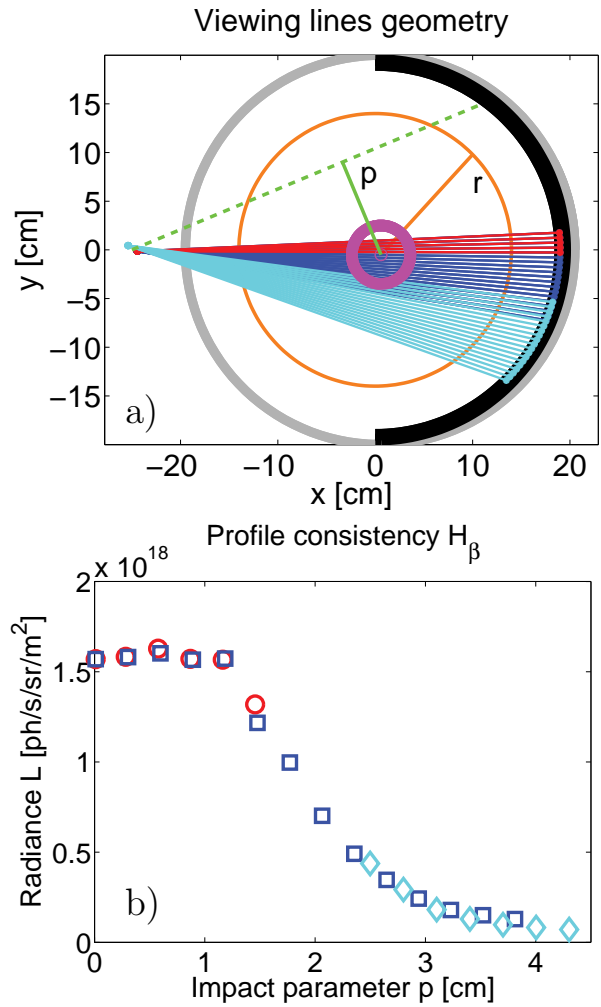 Viewing lines geometry
15
10
5
0
−5
−10
−15
y [cm]
p
r
a)
−20 −10 0 10 20
x [cm]
Profile consistency H_β
x 10^18
2
1.5
1
0.5
0
Radiance L [ph/s/sr/m²]
b)
0 1 2 3 4
Impact parameter p [cm]